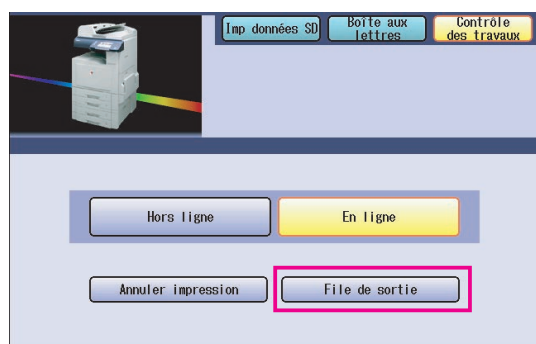 Imp données SD
Boîte aux
lettres
Contrôle
des travaux
Hors ligne
En ligne
Annuler impression
File de sortie